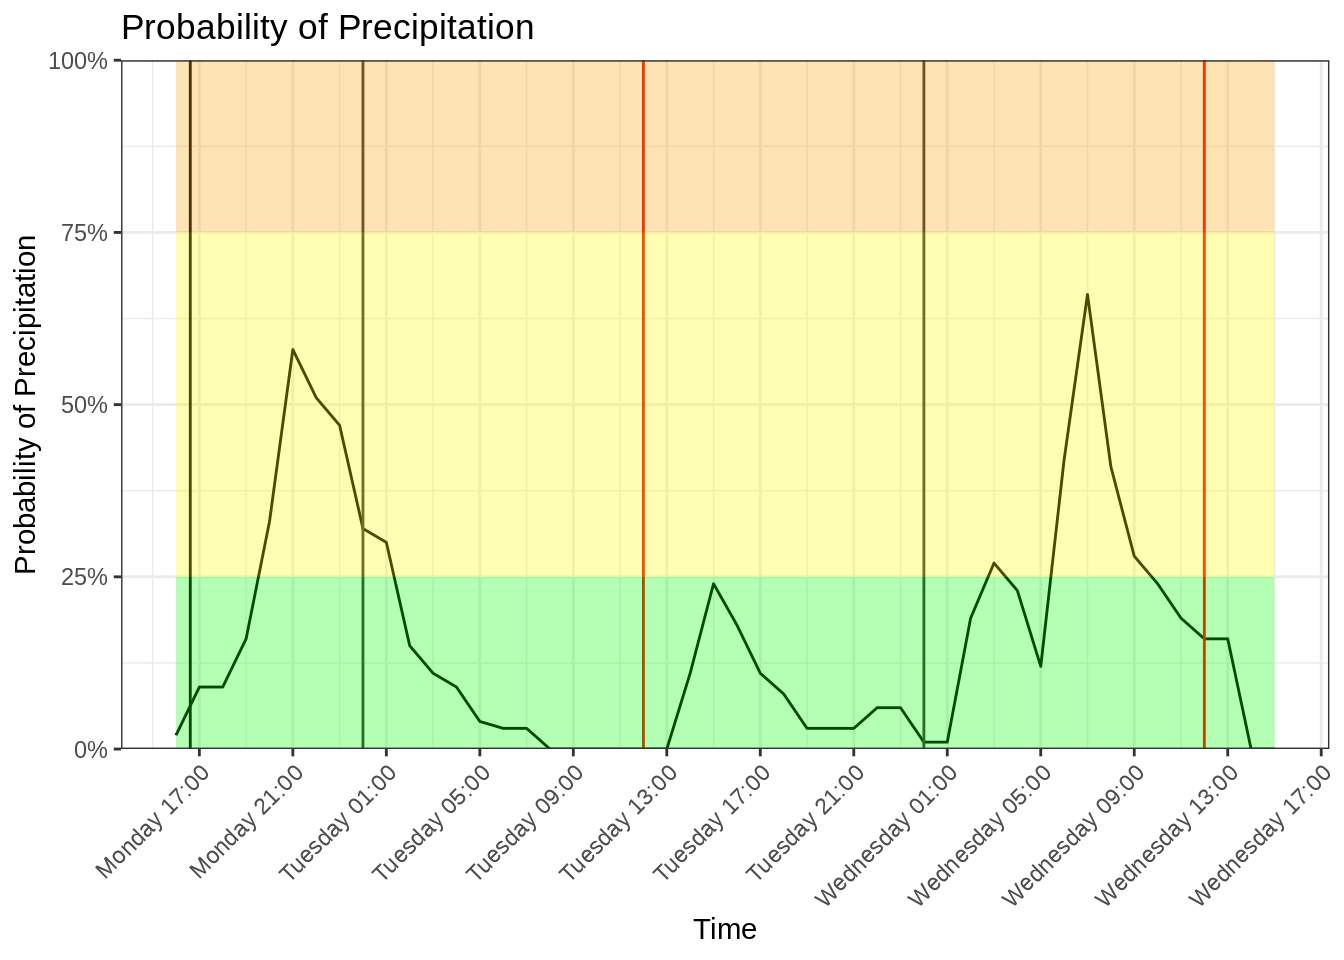 Probability of Precipitation
100%
75%
50%
25%
0%
Probability of Precipitation
Monday 17:00
Monday 21:00
Tuesday 01:00
Tuesday 05:00
Tuesday 09:00
Tuesday 13:00
Tuesday 17:00
Tuesday 21:00
Wednesday 01:00
Wednesday 05:00
Wednesday 09:00
Wednesday 13:00
Wednesday 17:00
Time